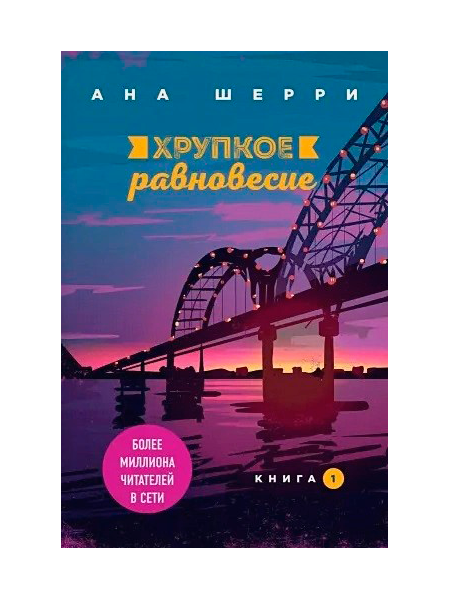 АНА ШЕРРИ
ХРУПКОЕ
равновесие
БОЛЕЕ
МИЛЛИОНА
ЧИТАТЕЛЕЙ
В СЕТИ
КНИГА 1